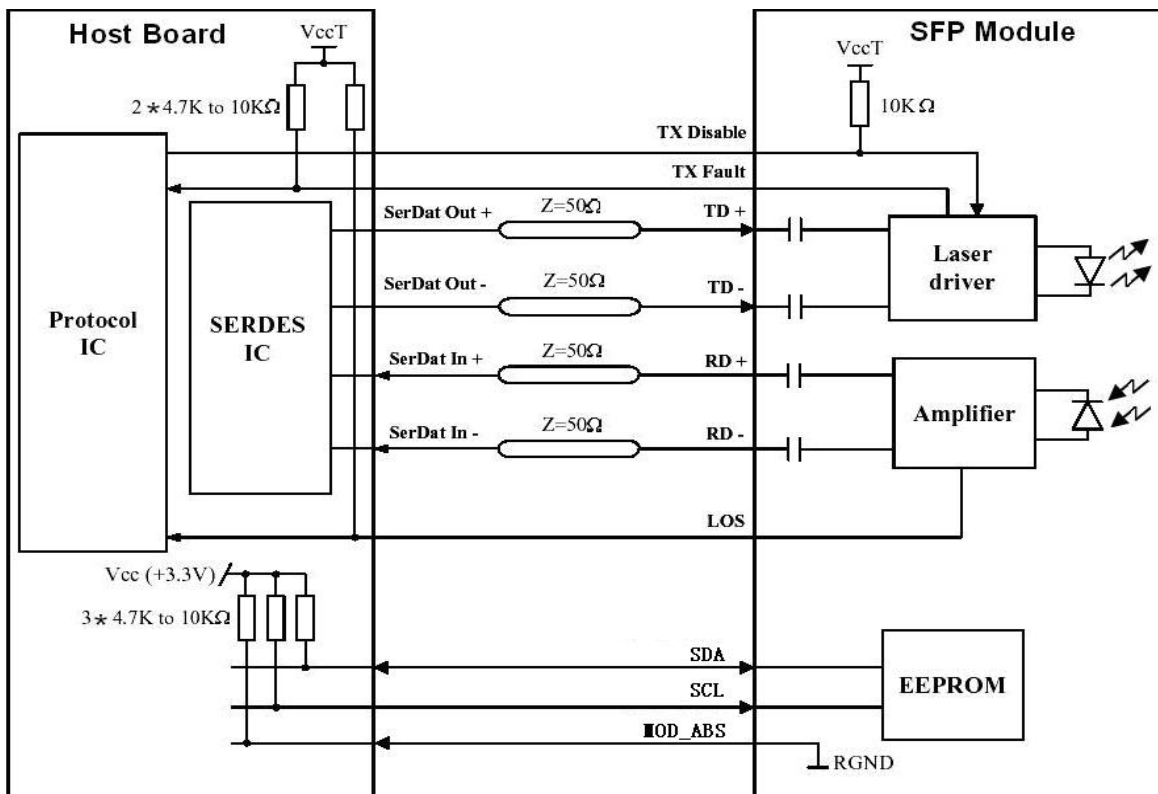 Host Board
SFP Module
VccT
VccT
2*4.7K to 10KΩ
10KΩ
TX Disable
TX Fault
SerDat Out +
Z=50Ω
TD +
SerDat Out -
Z=50Ω
TD -
Laser
driver
Protocol
IC
SERDES
IC
SerDat In +
Z=50Ω
RD +
SerDat In -
Z=50Ω
RD -
Amplifier
LOS
Vcc (+3.3V)
3*4.7K to 10KΩ
SDA
SCL
EEPROM
MOD_ABS
RGND